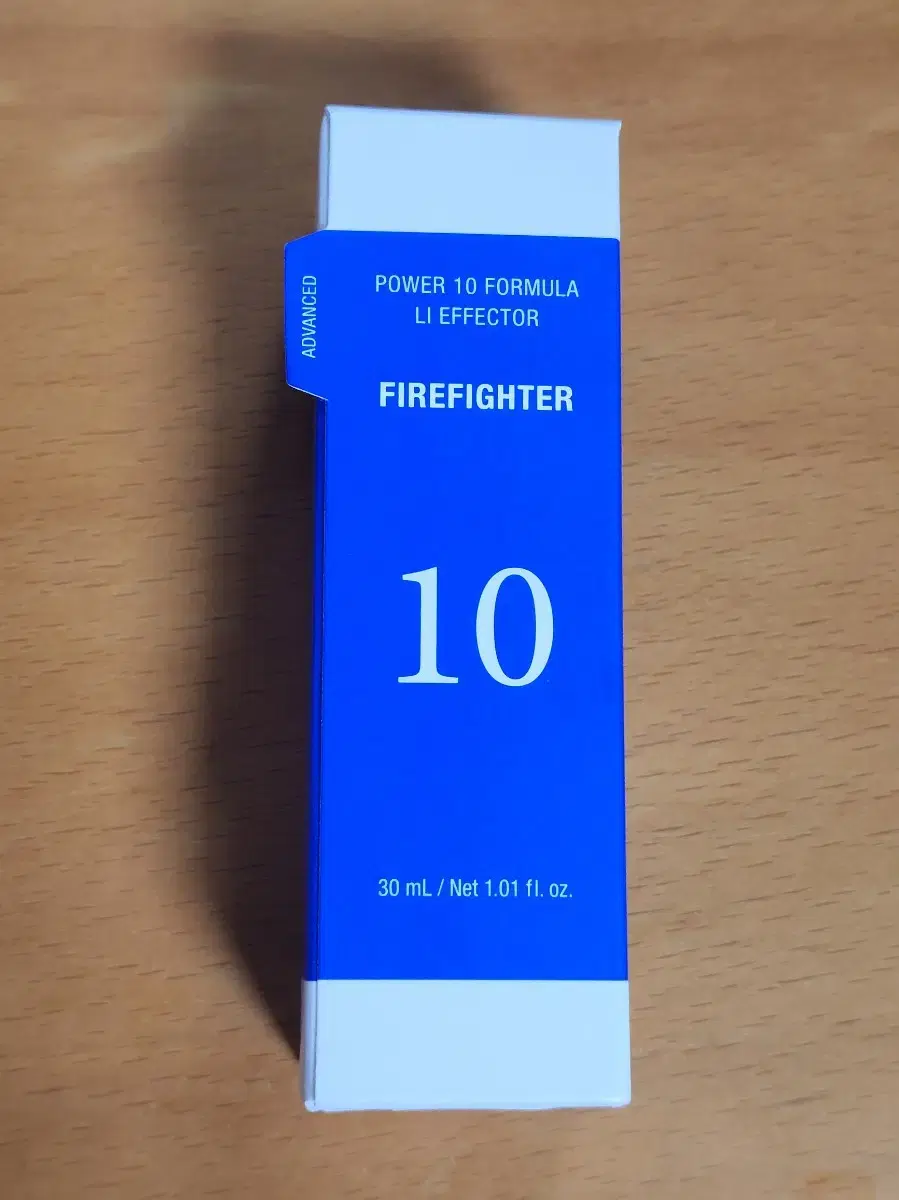 ADVANCED
POWER 10 FORMULA
LI EFFECTOR
FIREFIGHTER
10
30 mL / Net 1.01 fl. oz.